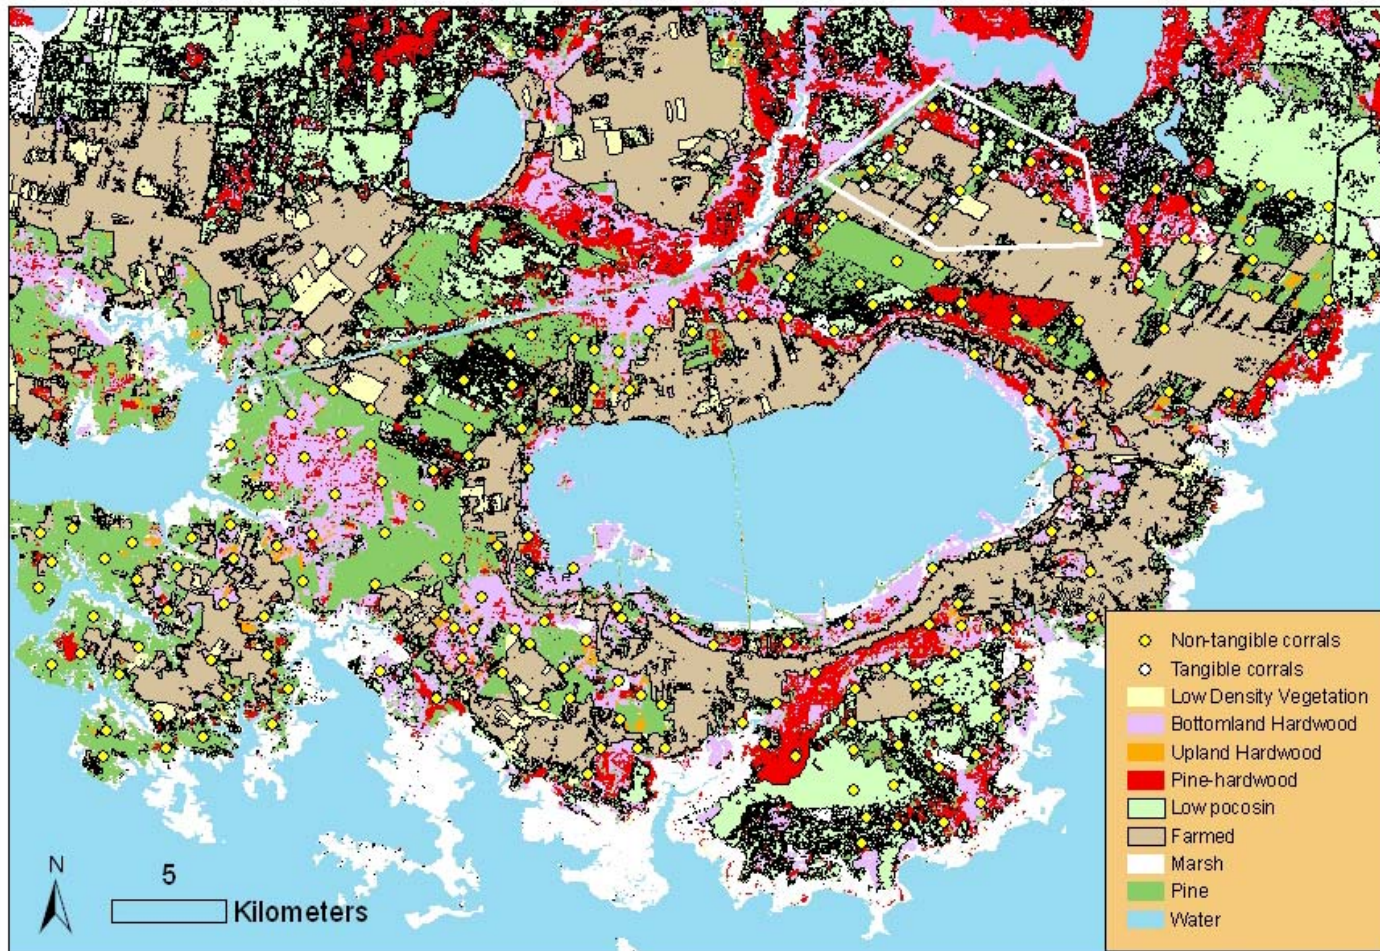 Non-tangible corrals
Tangible corrals
Low Density Vegetation
Bottomland Hardwood
Upland Hardwood
Pine-hardwood
Low pocosin
Farmed
Marsh
Pine
Water
N
5
Kilometers